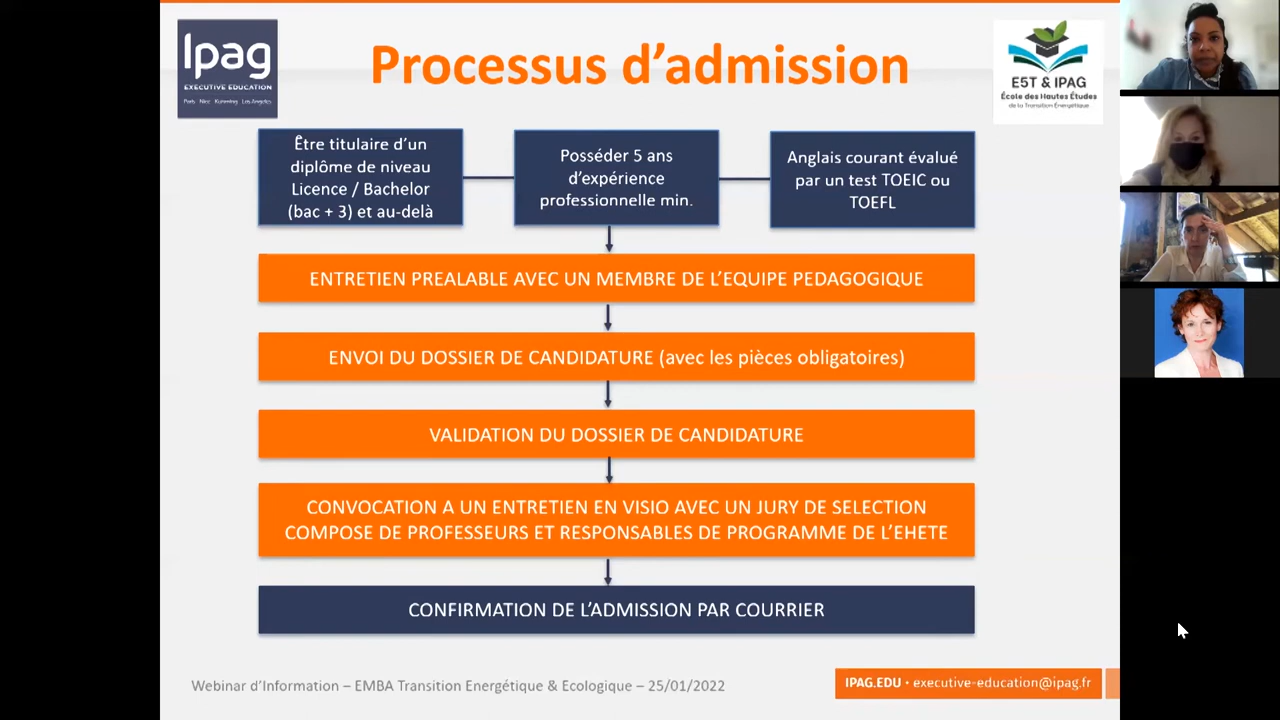 Ipag
EXECUTIVE EDUCATION
Paris Nice Kunming Los Angeles
Processus d’admission
E5T & IPAG
École des Hautes Études
de la Transition Énergétique
Être titulaire d’un
diplôme de niveau
Licence / Bachelor
(bac + 3) et au-delà
Posséder 5 ans
d’expérience
professionnelle min.
Anglais courant évalué
par un test TOEIC ou
TOEFL
ENTRETIEN PREALABLE AVEC UN MEMBRE DE L’EQUIPE PEDAGOGIQUE
ENVOI DU DOSSIER DE CANDIDATURE (avec les pièces obligatoires)
VALIDATION DU DOSSIER DE CANDIDATURE
CONVOCATION A UN ENTRETIEN EN VISIO AVEC UN JURY DE SELECTION
COMPOSE DE PROFESSEURS ET RESPONSABLES DE PROGRAMME DE L’EHETE
CONFIRMATION DE L’ADMISSION PAR COURRIER
Webinar d’Information – EMBA Transition Energétique & Ecologique – 25/01/2022
IPAG.EDU • executive-education@ipag.fr